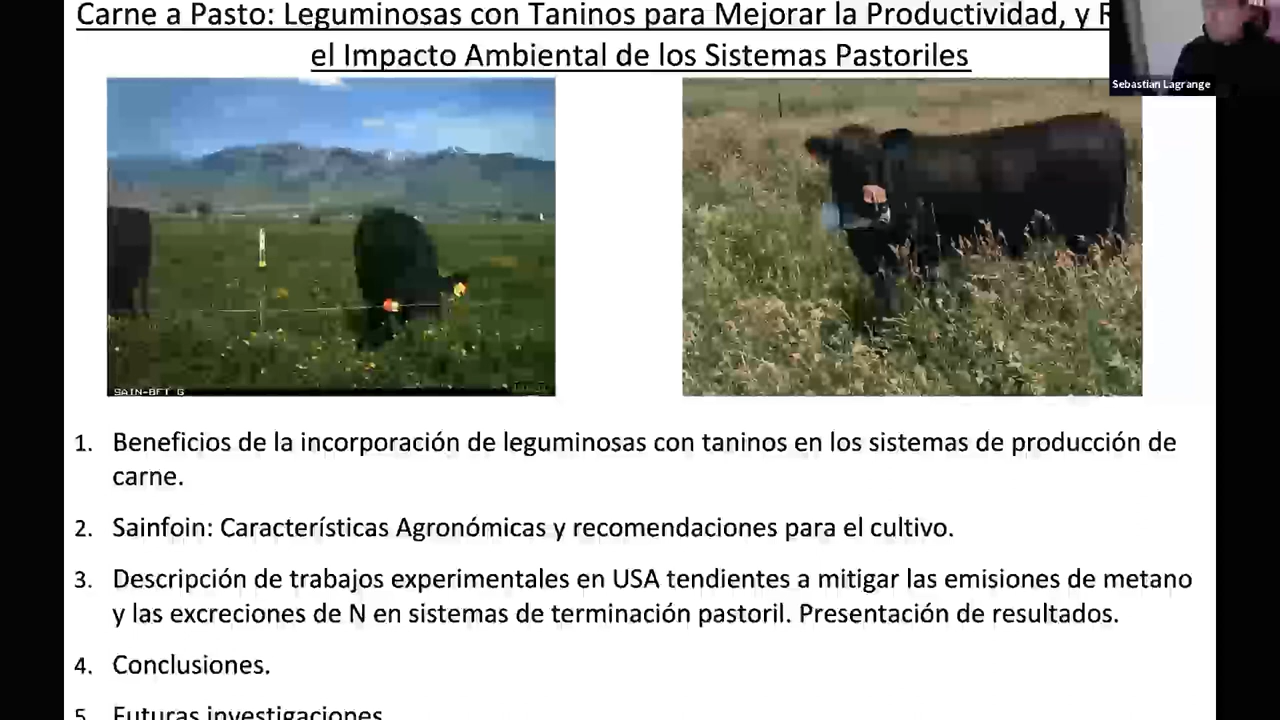 Carne a Pasto: Leguminosas con Taninos para Mejorar la Productividad, y
el Impacto Ambiental de los Sistemas Pastoriles
Sebastian Lagrange
SAIN-BFT G
1. Beneficios de la incorporación de leguminosas con taninos en los sistemas de producción de
carne.
2. Sainfoin: Características Agronómicas y recomendaciones para el cultivo.
3. Descripción de trabajos experimentales en USA tendientes a mitigar las emisiones de metano
y las excreciones de N en sistemas de terminación pastoril. Presentación de resultados.
4. Conclusiones.
5. Futuras investigaciones